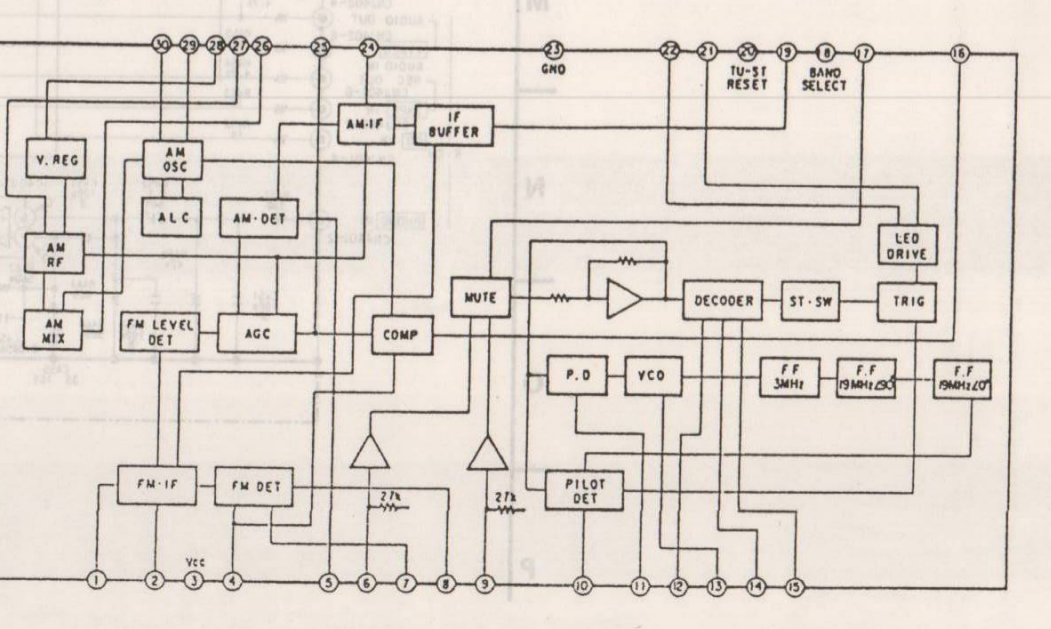 30 29 28 27 26 25 24 23 22 21 20 19 18 17 16
GND
TU-ST
RESET
BAND
SELECT
AM-IF
IF
BUFFER
V.REG
AM
OSC
ALC
AM-DET
AM
RF
LED
DRIVE
MUTE
DECODER
ST-SW
TRIG
AM
MIX
FM LEVEL
DET
AGC
COMP
P.D
VCO
FF
3MHz
F.F
19MHz∠90°
F.F
19MHz∠0°
FM-IF
FM DET
27k
27k
PILOT
DET
Vcc
1 2 3 4 5 6 7 8 9 10 11 12 13 14 15